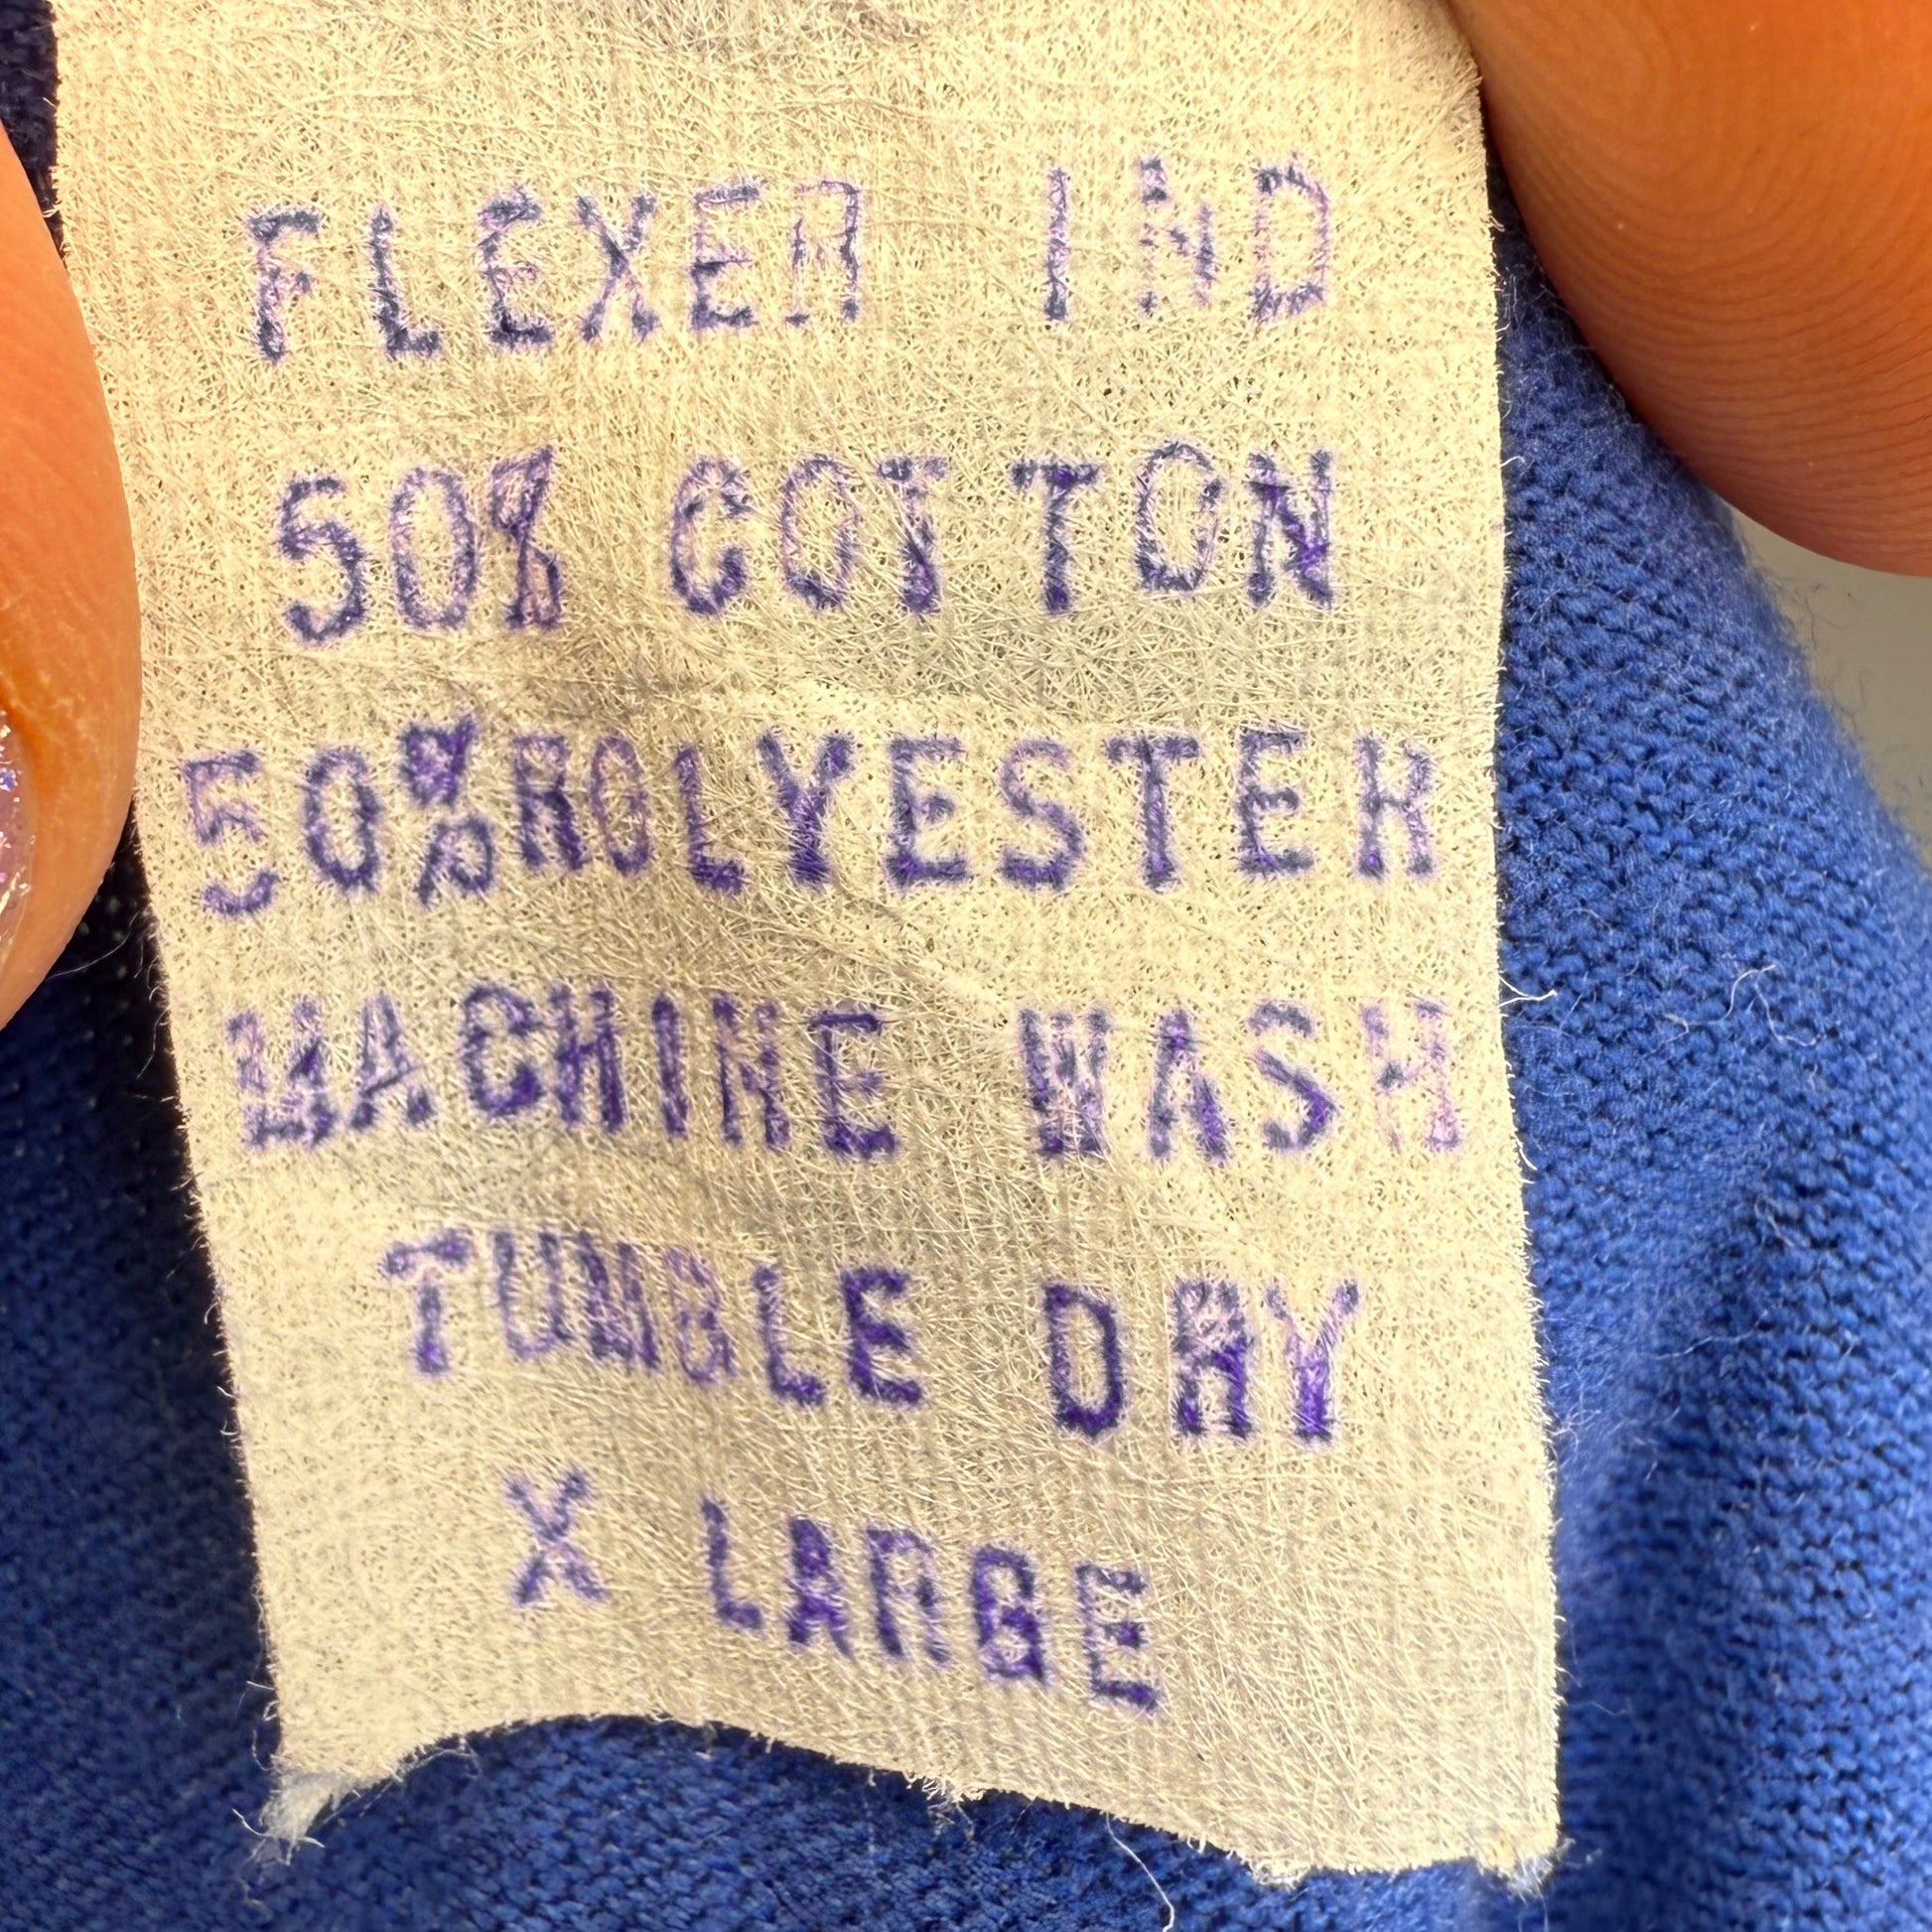 FLEXER IND
50% COTTON
50% POLYESTER
MACHINE WASH
TUMBLE DRY
X LARGE